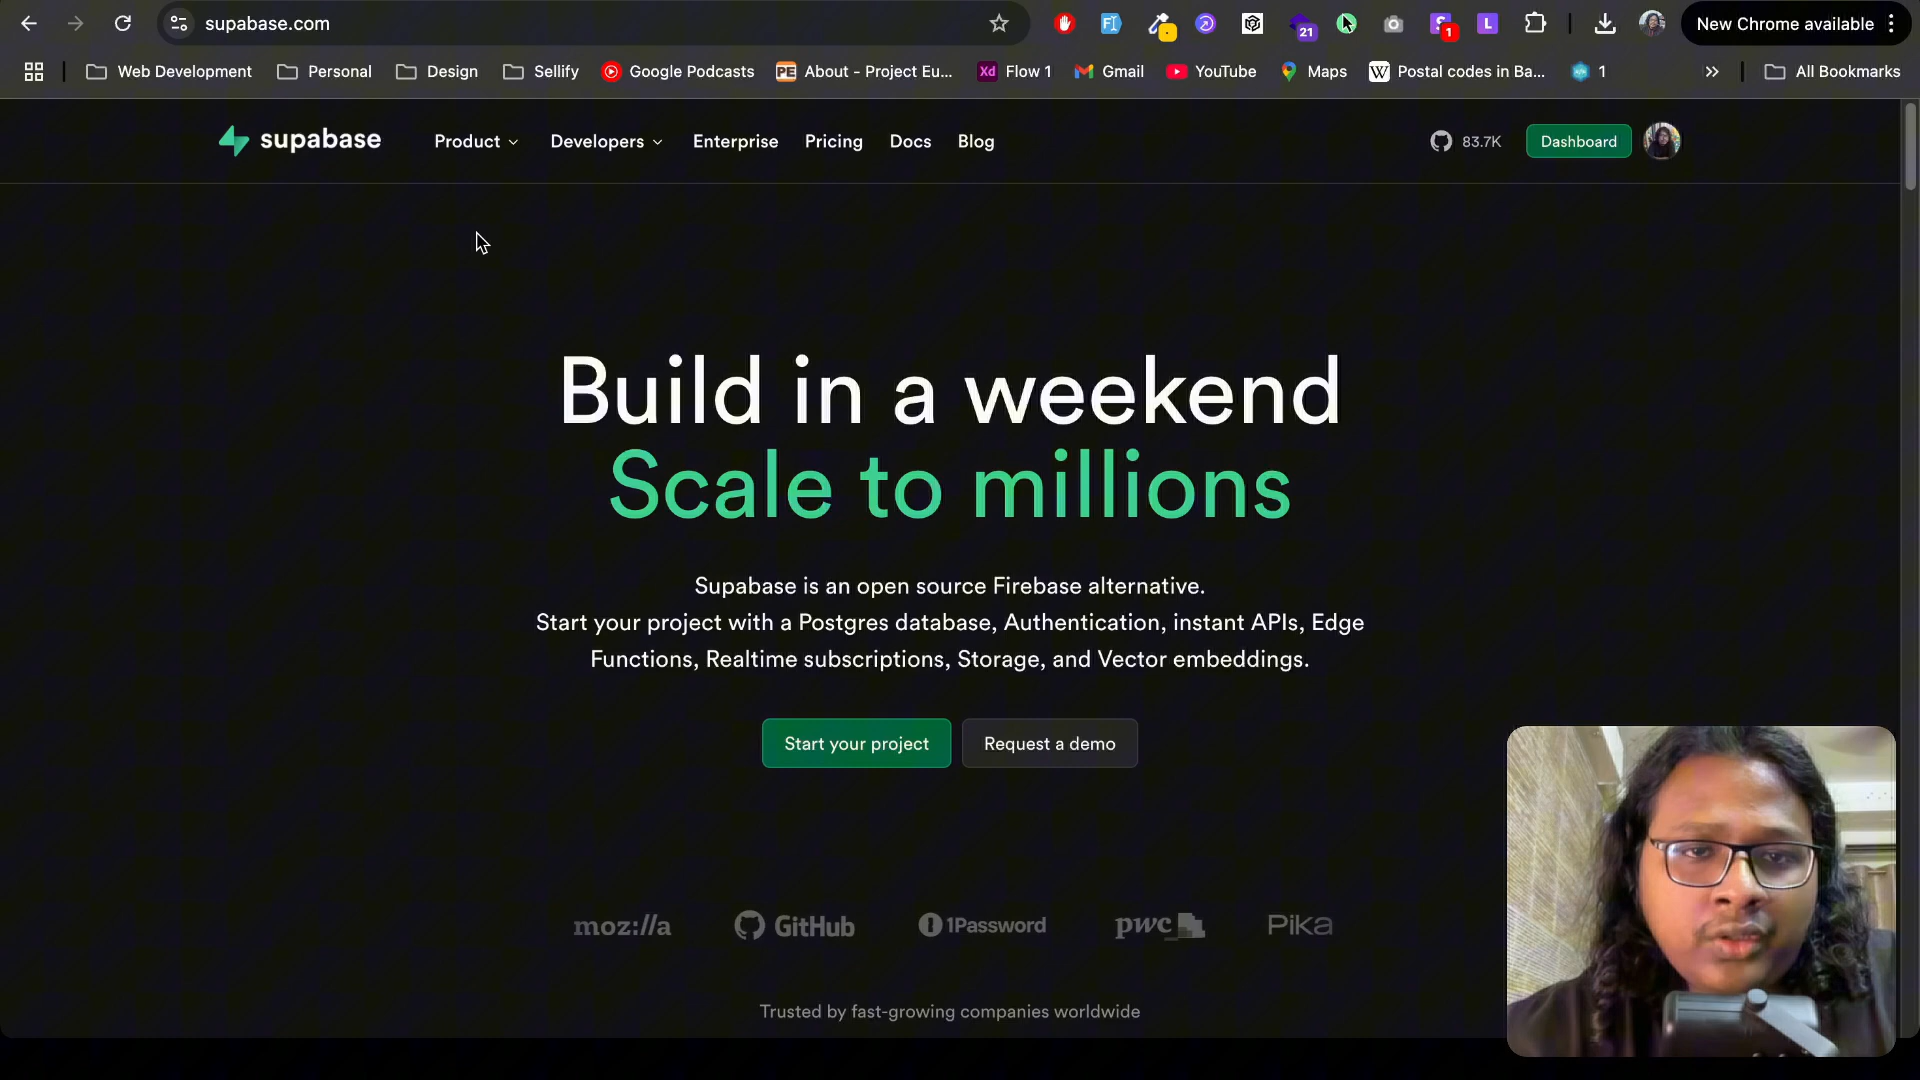 supabase.com
New Chrome available
21
1
Web Development
Personal
Design
Sellify
Google Podcasts
PE
About - Project Eu...
Xd
Flow 1
Gmail
YouTube
Maps
W
Postal codes in Ba...
1
All Bookmarks
supabase
Product
Developers
Enterprise
Pricing
Docs
Blog
83.7K
Dashboard
Build in a weekend
Scale to millions
Supabase is an open source Firebase alternative.
Start your project with a Postgres database, Authentication, instant APIs, Edge
Functions, Realtime subscriptions, Storage, and Vector embeddings.
Start your project
Request a demo
moz://a
GitHub
1Password
pwc
Pika
Trusted by fast-growing companies worldwide